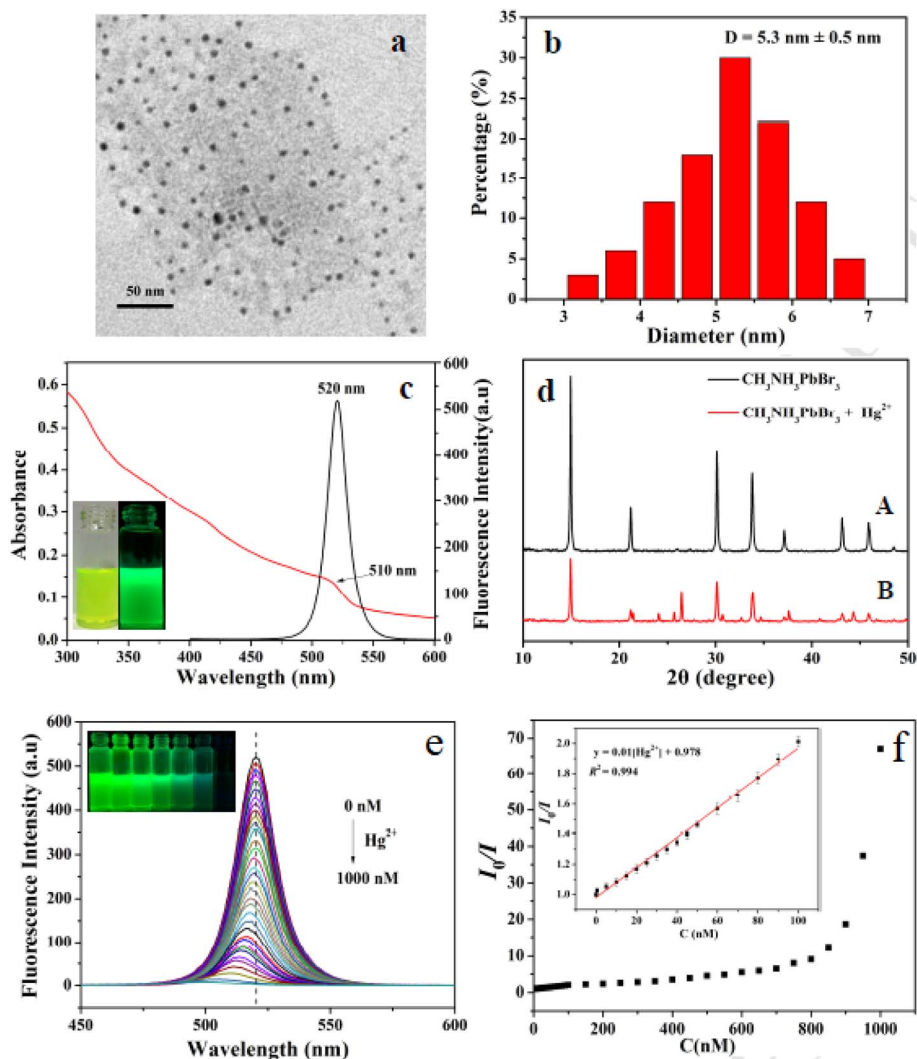 a
50 nm
b
D = 5.3 nm ± 0.5 nm
Percentage (%)
35
30
25
20
15
10
5
0
3 4 5 6 7
Diameter (nm)
c
520 nm
510 nm
Absorbance
0.6
0.5
0.4
0.3
0.2
0.1
0.0
600
500
400
300
200
100
0
Fluorescence Intensity(a.u)
300 350 400 450 500 550 600
Wavelength (nm)
d
CH₃NH₃PbBr₃
CH₃NH₃PbBr₃ + Hg²⁺
A
B
10 20 30 40 50
2θ (degree)
e
Fluorescence Intensity (a.u)
600
500
400
300
200
100
0
0 nM
Hg²⁺
1000 nM
450 500 550 600
Wavelength (nm)
f
I₀/I
70
60
50
40
30
20
10
0
0 200 400 600 800 1000
C(nM)
y = 0.01[Hg²⁺] + 0.978
R² = 0.994
I₀/I
2.0
1.8
1.6
1.4
1.2
1.0
0 20 40 60 80 100
C (nM)